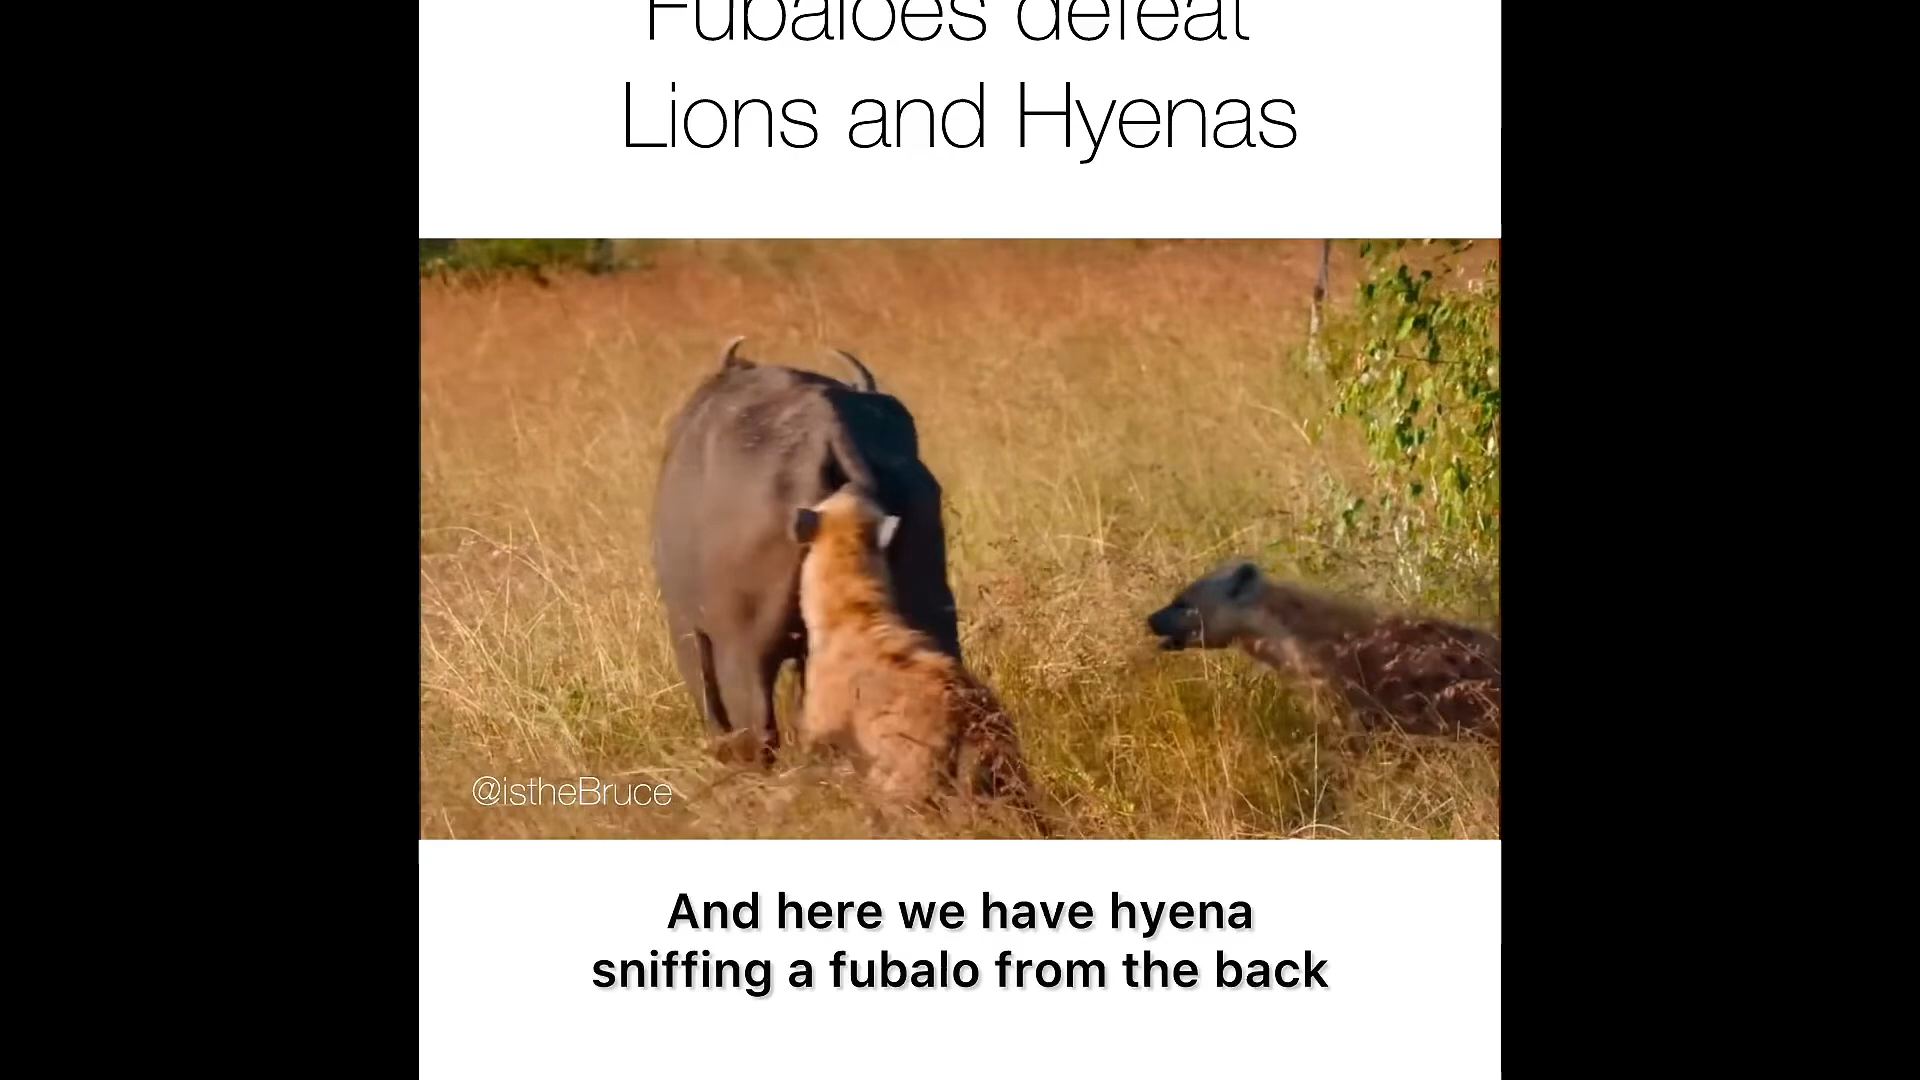 Fubaloes defeat
Lions and Hyenas
@istheBruce
And here we have hyena
sniffing a fubalo from the back